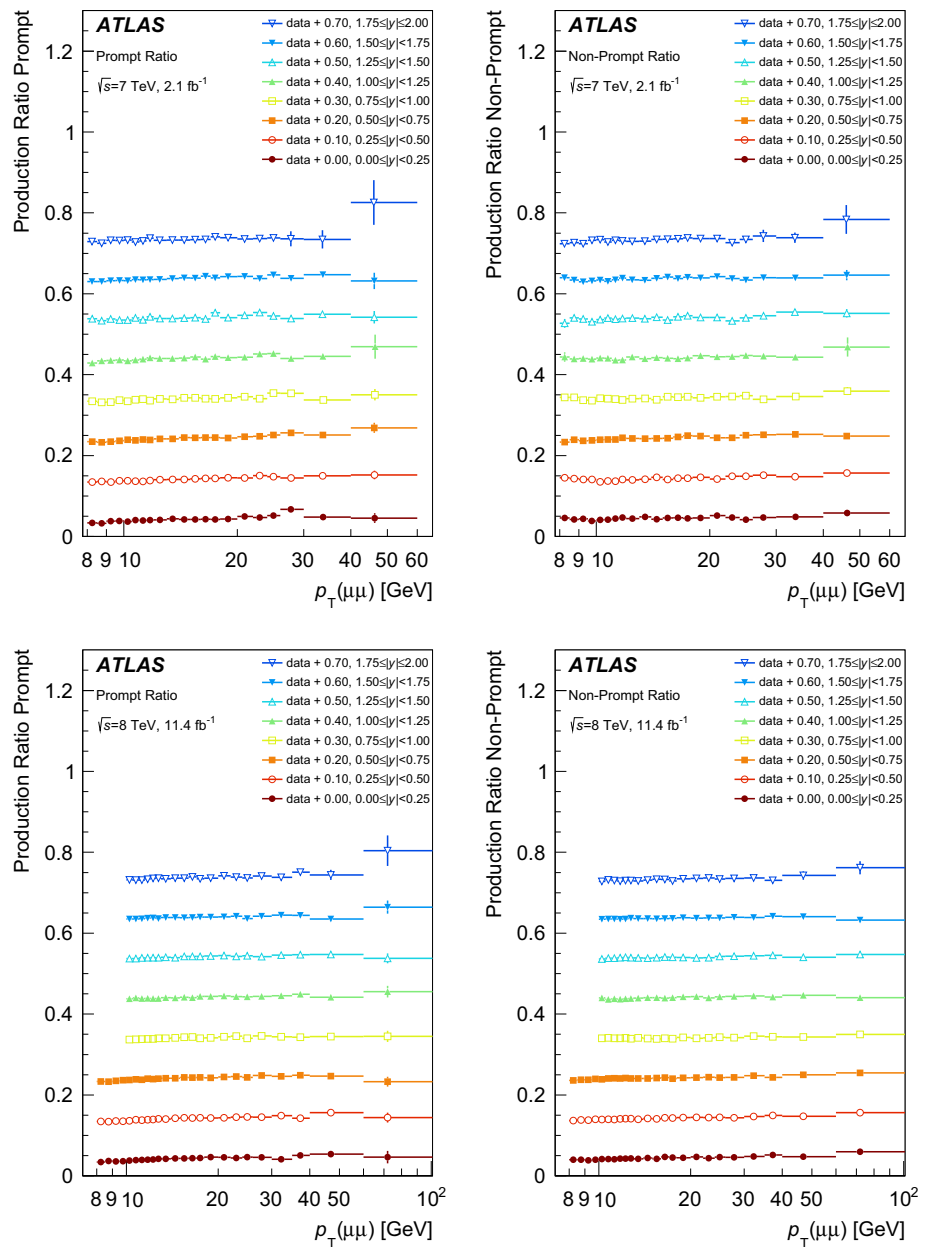 ATLAS
Prompt Ratio
√s=7 TeV, 2.1 fb⁻¹
data + 0.70, 1.75≤|y|≤2.00
data + 0.60, 1.50≤|y|<1.75
data + 0.50, 1.25≤|y|<1.50
data + 0.40, 1.00≤|y|<1.25
data + 0.30, 0.75≤|y|<1.00
data + 0.20, 0.50≤|y|<0.75
data + 0.10, 0.25≤|y|<0.50
data + 0.00, 0.00≤|y|<0.25
Production Ratio Prompt
1.2
1
0.8
0.6
0.4
0.2
0
8 9 10 20 30 40 50 60
p_T(μμ) [GeV]
ATLAS
Non-Prompt Ratio
√s=7 TeV, 2.1 fb⁻¹
data + 0.70, 1.75≤|y|≤2.00
data + 0.60, 1.50≤|y|<1.75
data + 0.50, 1.25≤|y|<1.50
data + 0.40, 1.00≤|y|<1.25
data + 0.30, 0.75≤|y|<1.00
data + 0.20, 0.50≤|y|<0.75
data + 0.10, 0.25≤|y|<0.50
data + 0.00, 0.00≤|y|<0.25
Production Ratio Non-Prompt
1.2
1
0.8
0.6
0.4
0.2
0
8 9 10 20 30 40 50 60
p_T(μμ) [GeV]
ATLAS
Prompt Ratio
√s=8 TeV, 11.4 fb⁻¹
data + 0.70, 1.75≤|y|≤2.00
data + 0.60, 1.50≤|y|<1.75
data + 0.50, 1.25≤|y|<1.50
data + 0.40, 1.00≤|y|<1.25
data + 0.30, 0.75≤|y|<1.00
data + 0.20, 0.50≤|y|<0.75
data + 0.10, 0.25≤|y|<0.50
data + 0.00, 0.00≤|y|<0.25
Production Ratio Prompt
1.2
1
0.8
0.6
0.4
0.2
0
8 9 10 20 30 40 50 10²
p_T(μμ) [GeV]
ATLAS
Non-Prompt Ratio
√s=8 TeV, 11.4 fb⁻¹
data + 0.70, 1.75≤|y|≤2.00
data + 0.60, 1.50≤|y|<1.75
data + 0.50, 1.25≤|y|<1.50
data + 0.40, 1.00≤|y|<1.25
data + 0.30, 0.75≤|y|<1.00
data + 0.20, 0.50≤|y|<0.75
data + 0.10, 0.25≤|y|<0.50
data + 0.00, 0.00≤|y|<0.25
Production Ratio Non-Prompt
1.2
1
0.8
0.6
0.4
0.2
0
8 9 10 20 30 40 50 10²
p_T(μμ) [GeV]